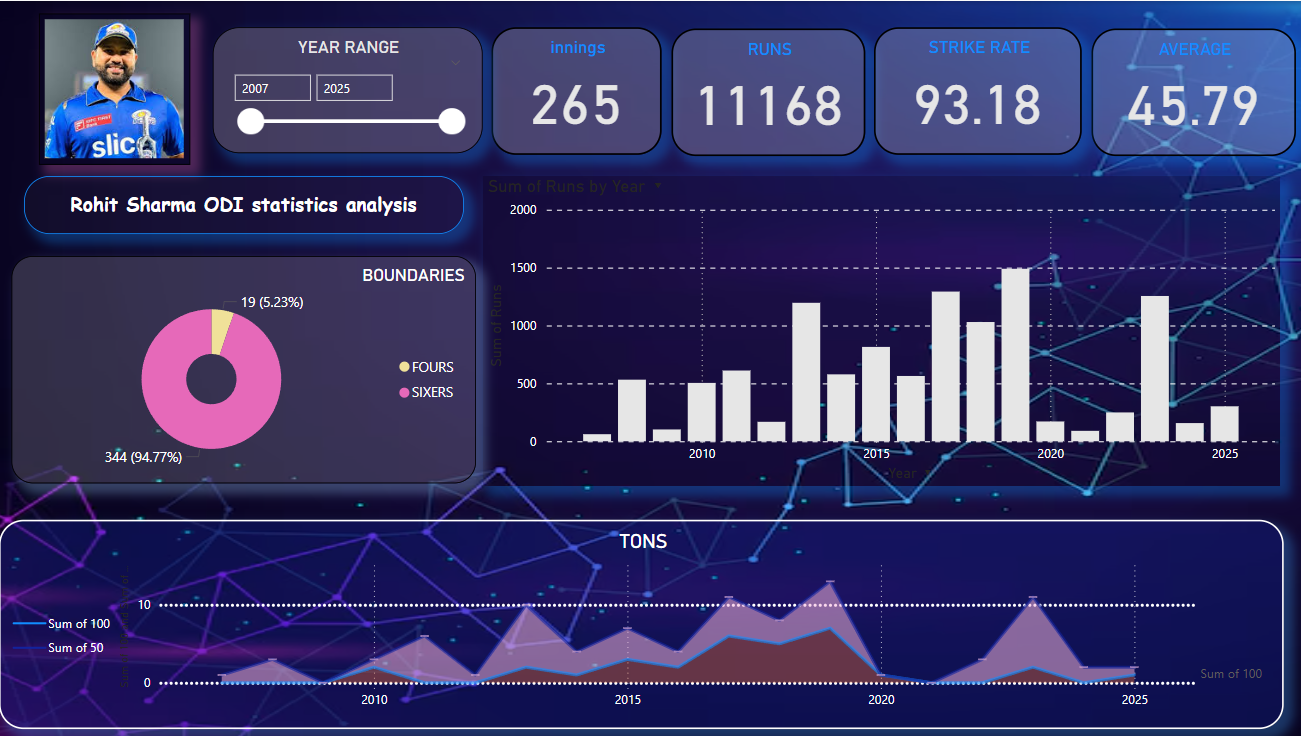 YEAR RANGE
2007
2025
innings
265
RUNS
11168
STRIKE RATE
93.18
AVERAGE
45.79
slic
Rohit Sharma ODI statistics analysis
BOUNDARIES
19 (5.23%)
344 (94.77%)
FOURS
SIXERS
Sum of Runs by Year
Sum of Runs
2000
1500
1000
500
0
2010
2015
2020
2025
Year
TONS
Sum of 100
Sum of 50
10
0
2010
2015
2020
2025
Sum of 100